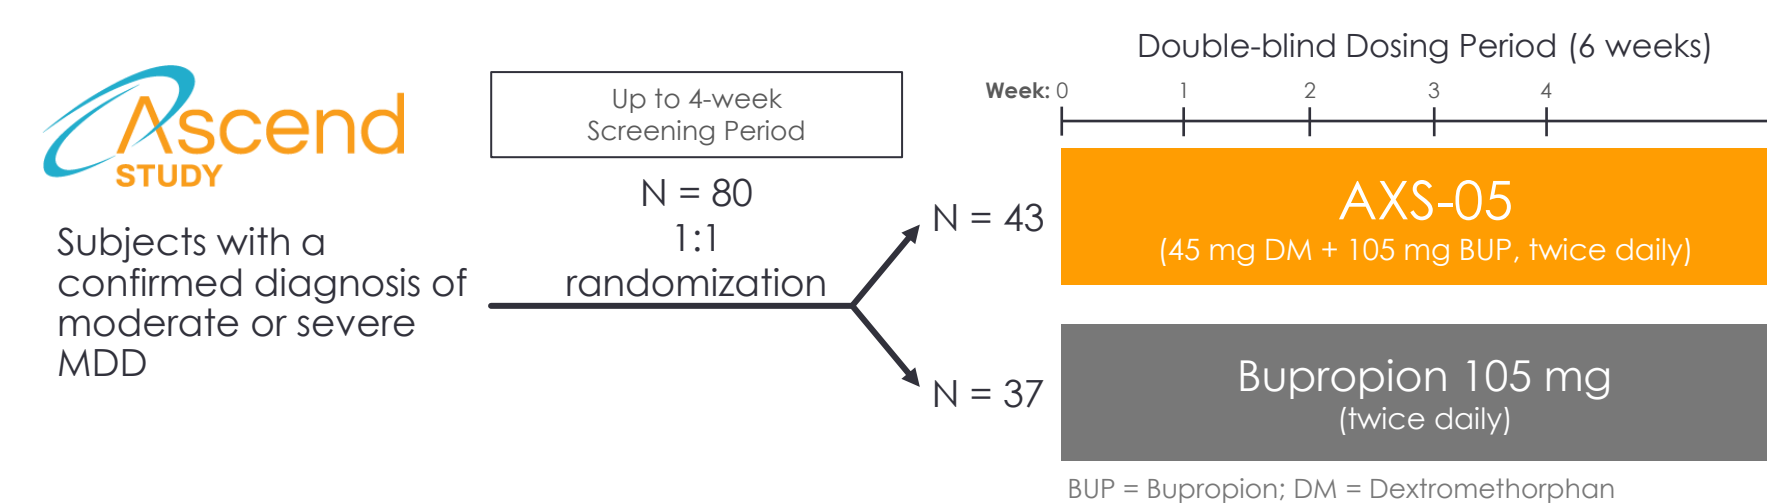 Ascend
STUDY
Subjects with a
confirmed diagnosis of
moderate or severe
MDD
Up to 4-week
Screening Period
N = 80
1:1
randomization
N = 43
N = 37
Double-blind Dosing Period (6 weeks)
Week: 0 1 2 3 4
AXS-05
(45 mg DM + 105 mg BUP, twice daily)
Bupropion 105 mg
(twice daily)
BUP = Bupropion; DM = Dextromethorphan